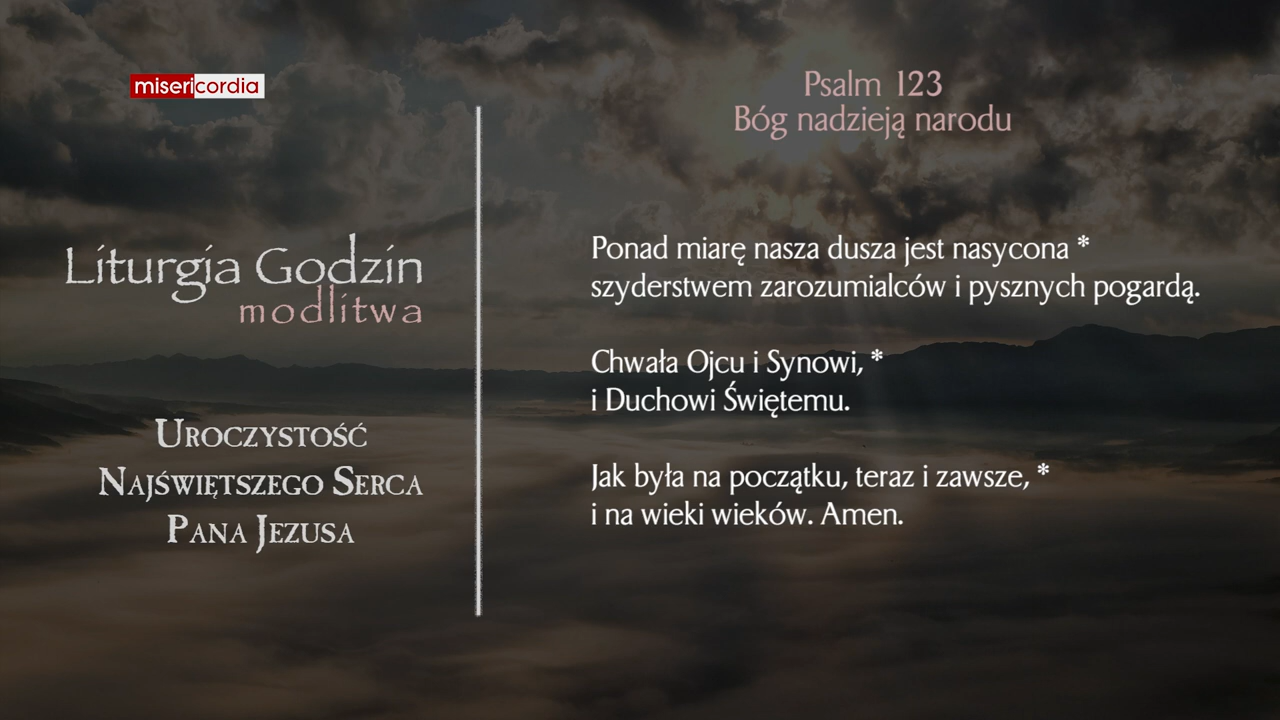 misericordia
Liturgia Godzin
modlitwa
Uroczystość
Najświętszego Serca
Pana Jezusa
Psalm 123
Bóg nadzieją narodu
Ponad miarę nasza dusza jest nasycona *
szyderstwem zarozumialców i pysznych pogardą.
Chwała Ojcu i Synowi, *
i Duchowi Świętemu.
Jak była na początku, teraz i zawsze, *
i na wieki wieków. Amen.